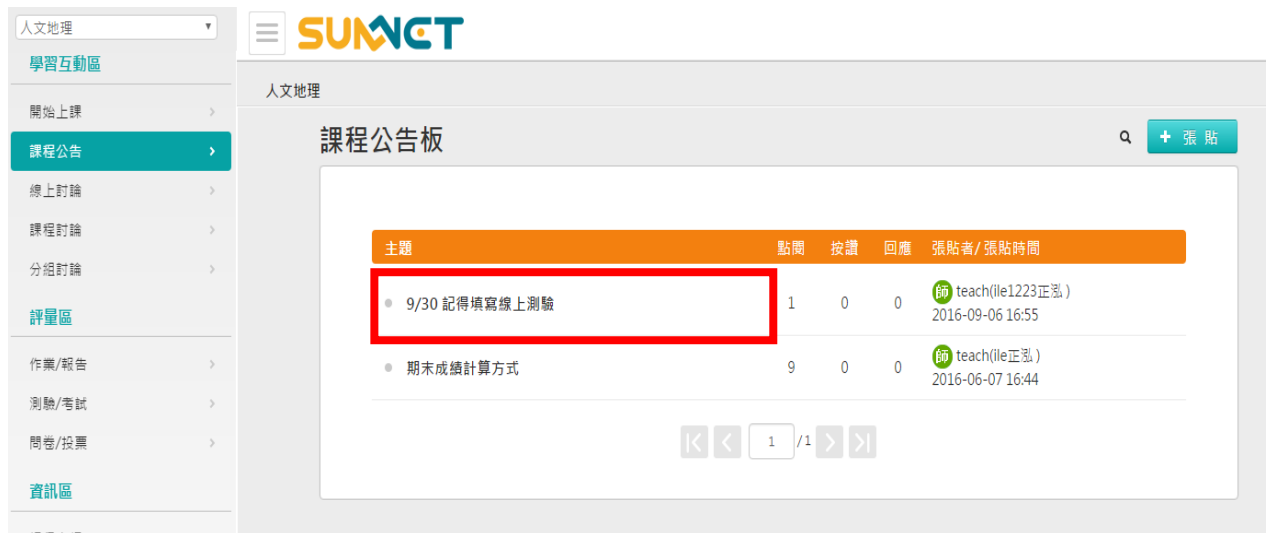 人文地理
學習互動區
開始上課
課程公告
線上討論
課程討論
分組討論
評量區
作業/報告
測驗/考試
問卷/投票
資訊區
SUNNET
人文地理
課程公告板
+ 張 貼
主題 點閱 按讚 回應 張貼者/ 張貼時間
9/30 記得填寫線上測驗 1 0 0 師 teach(ile1223正泓 )
2016-09-06 16:55
期末成績計算方式 9 0 0 師 teach(ile正泓 )
2016-06-07 16:44
1 /1